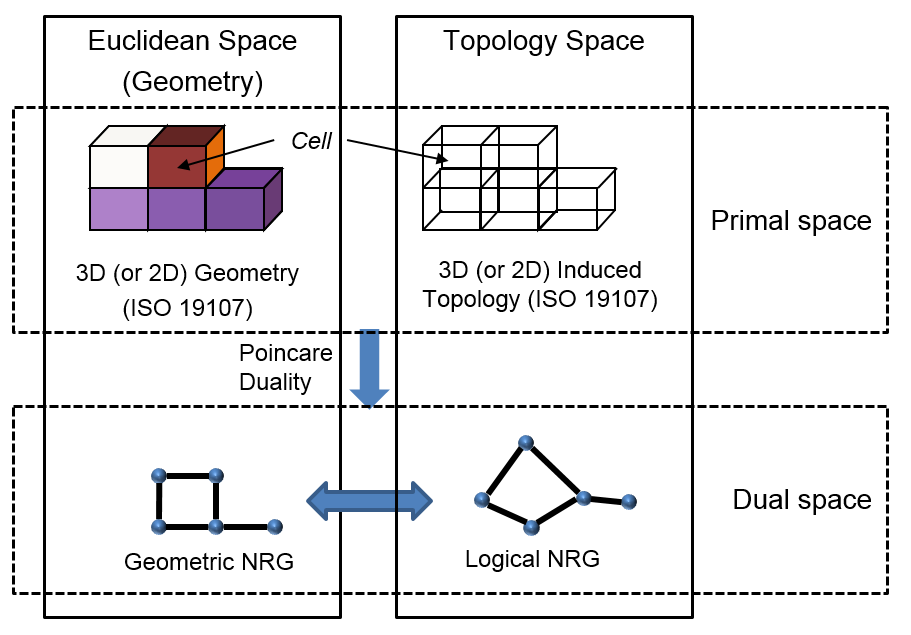 Euclidean Space
(Geometry)
Topology Space
Cell
3D (or 2D) Geometry
(ISO 19107)
3D (or 2D) Induced
Topology (ISO 19107)
Primal space
Poincare
Duality
Geometric NRG
Logical NRG
Dual space